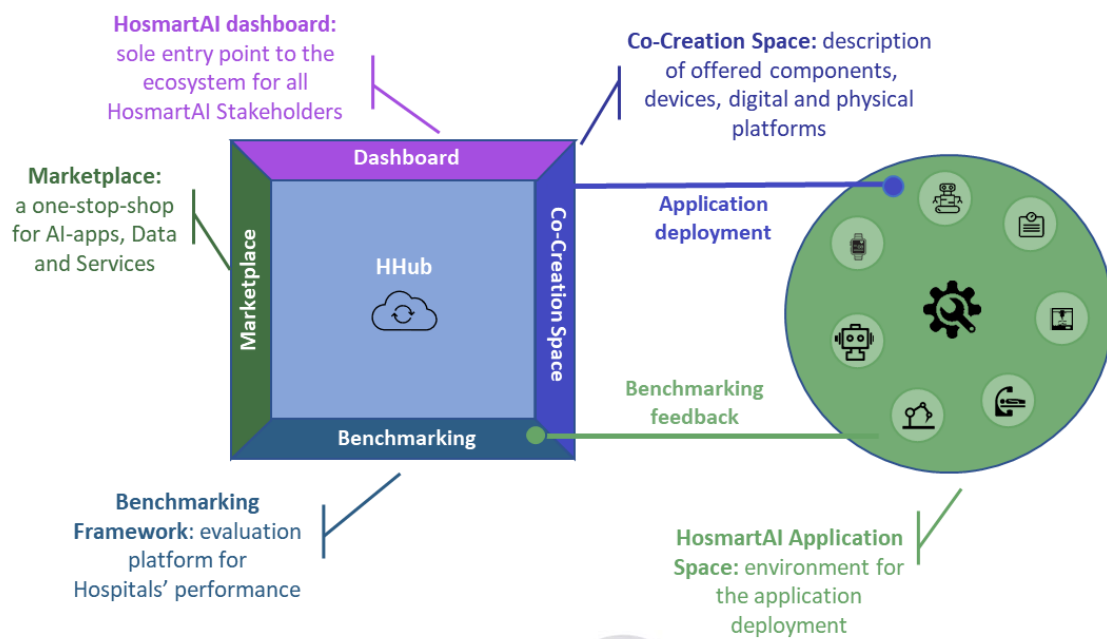 HosmartAI dashboard:
sole entry point to the
ecosystem for all
HosmartAI Stakeholders
Co-Creation Space: description
of offered components,
devices, digital and physical
platforms
Marketplace:
a one-stop-shop
for AI-apps, Data
and Services
Dashboard
Marketplace
HHub
Co-Creation Space
Benchmarking
Application
deployment
Benchmarking
feedback
Benchmarking
Framework: evaluation
platform for
Hospitals’ performance
HosmartAI Application
Space: environment for
the application
deployment